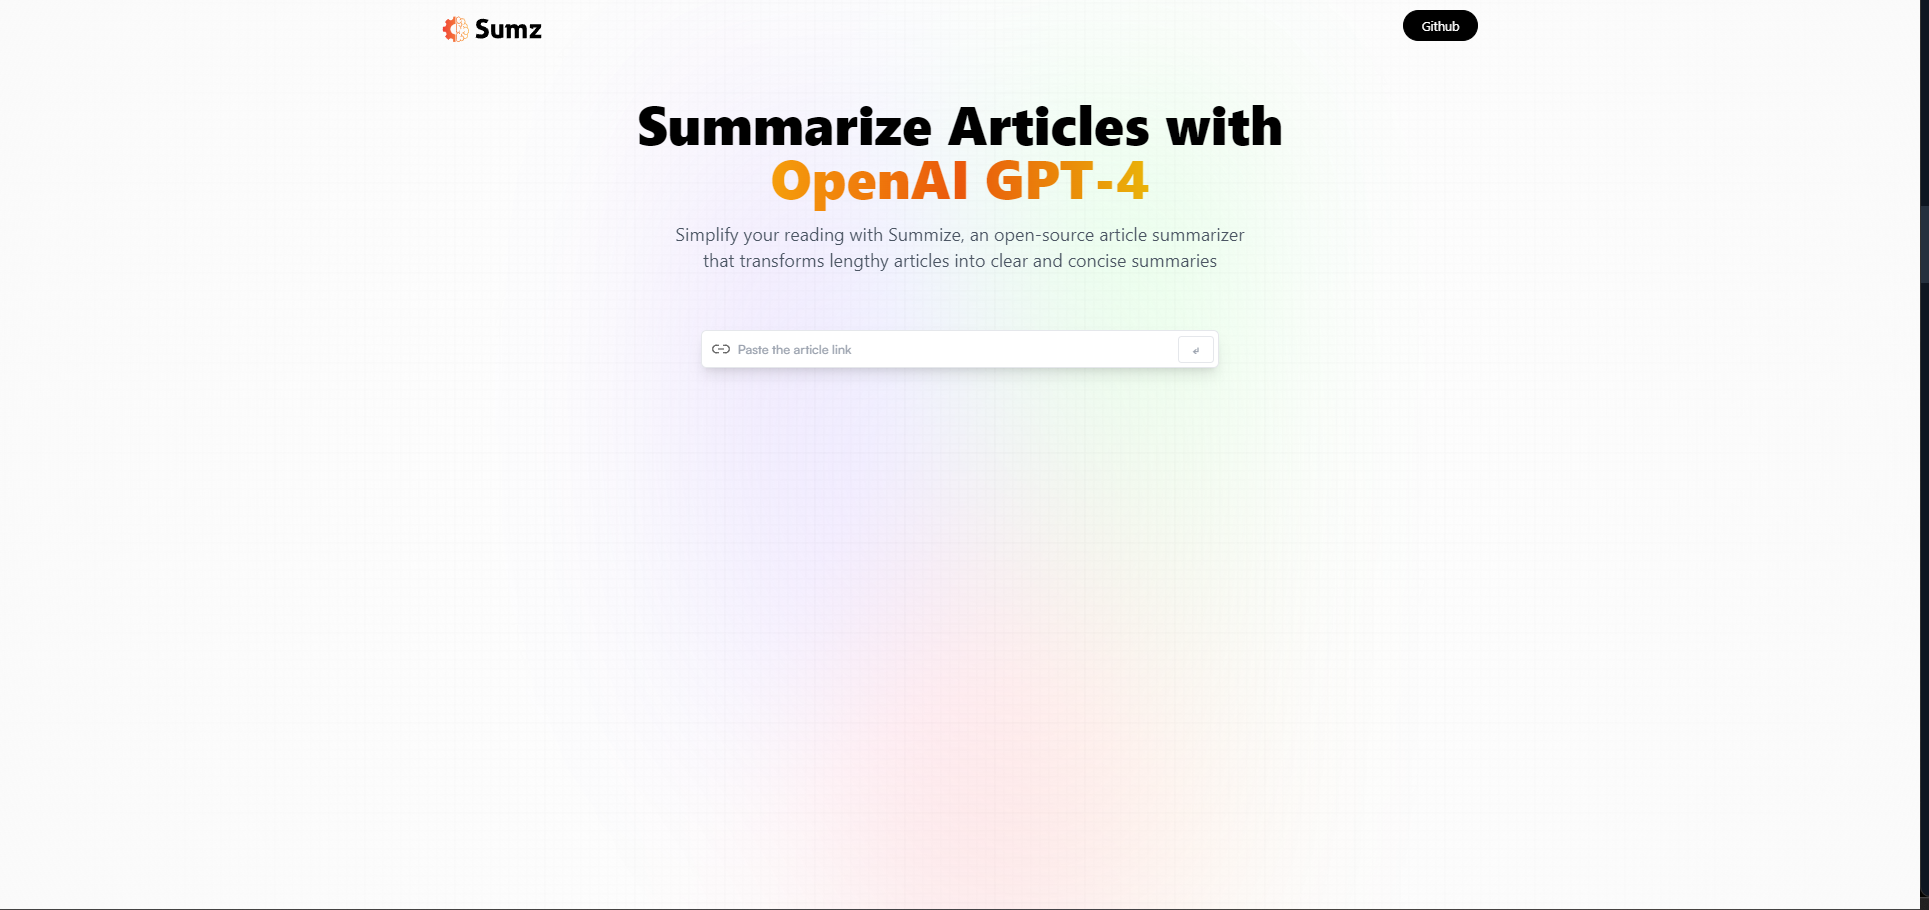 Sumz
Github
Summarize Articles with
OpenAI GPT-4
Simplify your reading with Summize, an open-source article summarizer
that transforms lengthy articles into clear and concise summaries
Paste the article link
↵